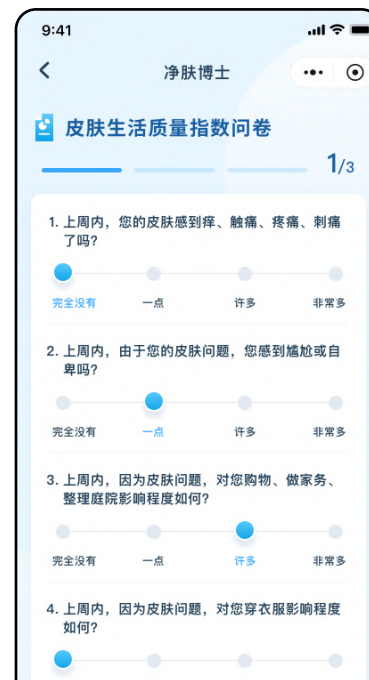 9:41
净肤博士
皮肤生活质量指数问卷
1/3
1. 上周内，您的皮肤感到痒、触痛、疼痛、刺痛
了吗？
完全没有 一点 许多 非常多
2. 上周内，由于您的皮肤问题，您感到尴尬或自
卑吗？
完全没有 一点 许多 非常多
3. 上周内，因为皮肤问题，对您购物、做家务、
整理庭院影响程度如何？
完全没有 一点 许多 非常多
4. 上周内，因为皮肤问题，对您穿衣服影响程度
如何？